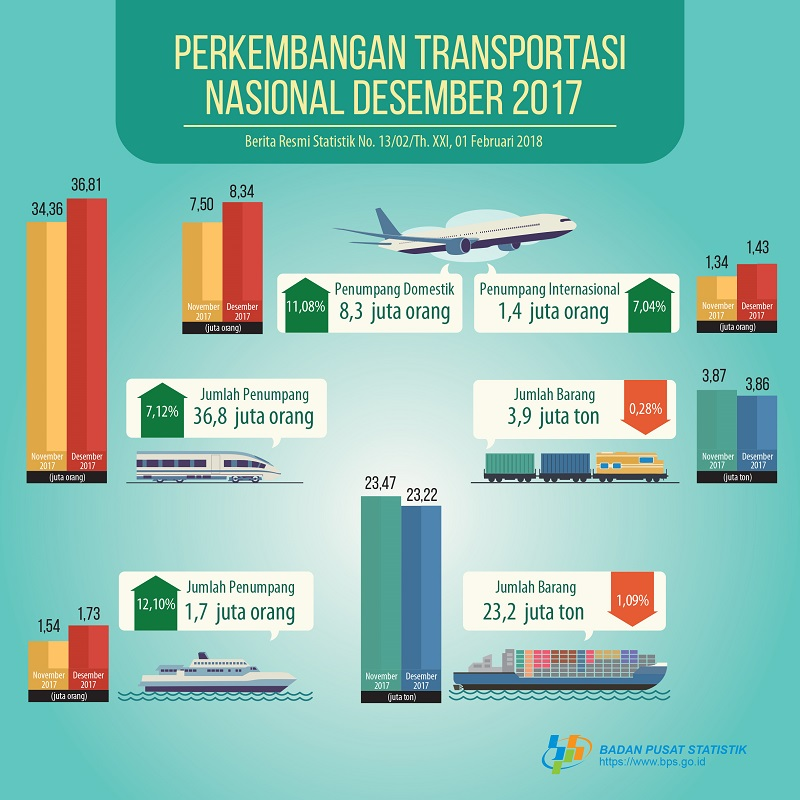 PERKEMBANGAN TRANSPORTASI
NASIONAL DESEMBER 2017
Berita Resmi Statistik No. 13/02/Th. XXI, 01 Februari 2018
34,36
36,81
November
2017
Desember
2017
(juta orang)
7,50
8,34
November
2017
Desember
2017
(juta orang)
11,08%
Penumpang Domestik
8,3 juta orang
Penumpang Internasional
1,4 juta orang
7,04%
1,34
1,43
November
2017
Desember
2017
(juta orang)
7,12%
Jumlah Penumpang
36,8 juta orang
Jumlah Barang
3,9 juta ton
0,28%
3,87
3,86
November
2017
Desember
2017
(juta ton)
23,47
23,22
November
2017
Desember
2017
(juta ton)
1,54
1,73
November
2017
Desember
2017
(juta orang)
12,10%
Jumlah Penumpang
1,7 juta orang
Jumlah Barang
23,2 juta ton
1,09%
BADAN PUSAT STATISTIK
https://www.bps.go.id